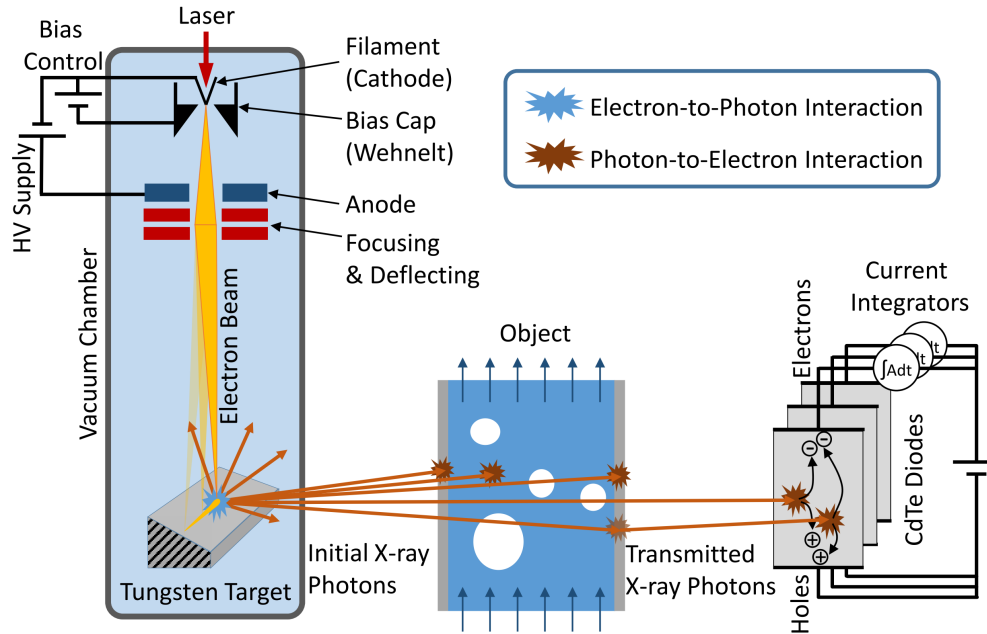 Laser
Bias
Control
Filament
(Cathode)
Bias Cap
(Wehnelt)
Electron-to-Photon Interaction
Photon-to-Electron Interaction
HV Supply
Anode
Focusing
& Deflecting
Vacuum Chamber
Electron Beam
Object
Current
Integrators
Electrons
∫Adt
dt
dt
CdTe Diodes
Initial X-ray
Photons
Transmitted
X-ray Photons
Tungsten Target
Holes